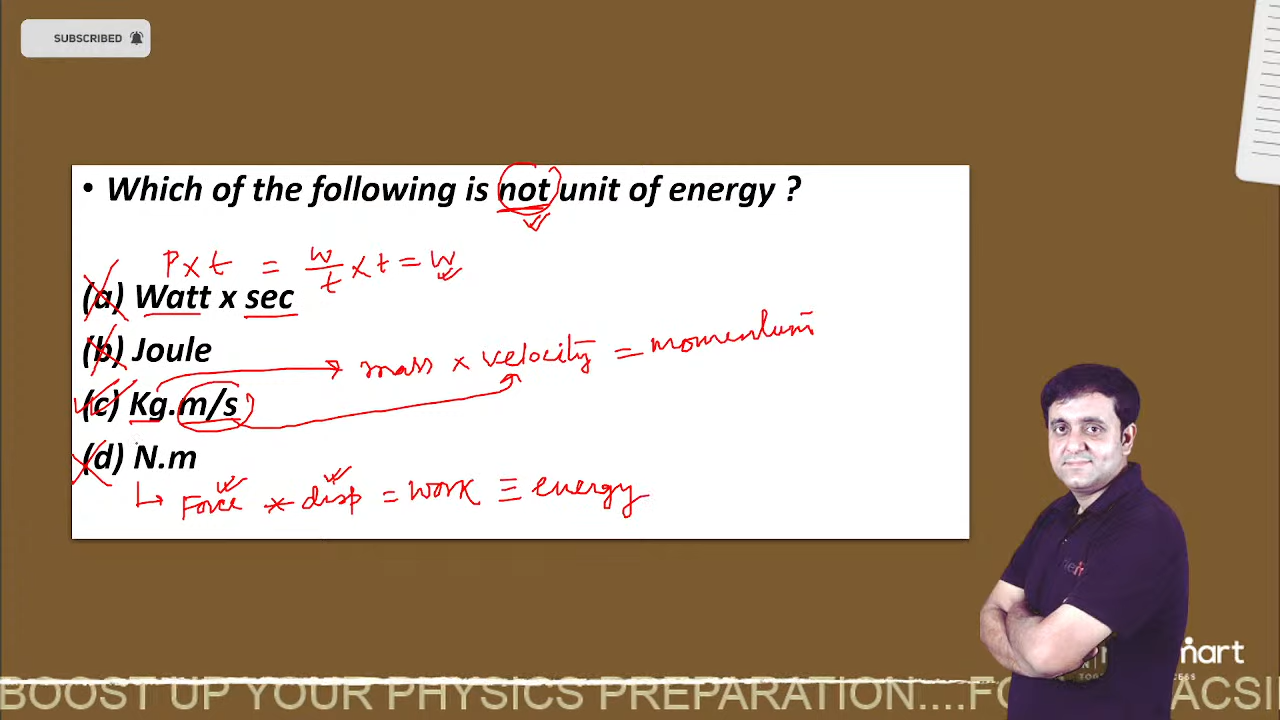 SUBSCRIBED
• Which of the following is not unit of energy ?
P x t = w/t x t = w
(a) Watt x sec
(b) Joule
→ mass x velocity = momentum
(c) Kg.m/s
(d) N.m
Force x disp = work ≡ energy
BOOST UP YOUR PHYSICS PREPARATION....FO